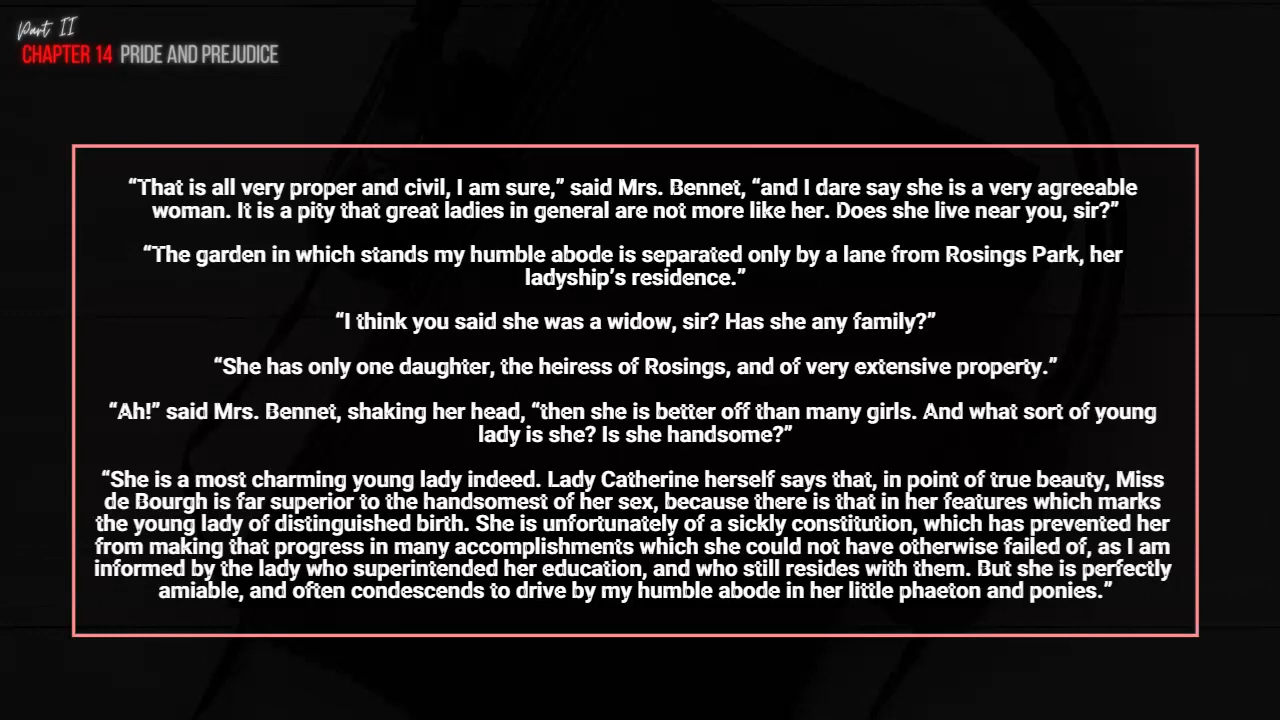 Part II
CHAPTER 14 PRIDE AND PREJUDICE
“That is all very proper and civil, I am sure,” said Mrs. Bennet, “and I dare say she is a very agreeable
woman. It is a pity that great ladies in general are not more like her. Does she live near you, sir?”
“The garden in which stands my humble abode is separated only by a lane from Rosings Park, her
ladyship’s residence.”
“I think you said she was a widow, sir? Has she any family?”
“She has only one daughter, the heiress of Rosings, and of very extensive property.”
“Ah!” said Mrs. Bennet, shaking her head, “then she is better off than many girls. And what sort of young
lady is she? Is she handsome?”
“She is a most charming young lady indeed. Lady Catherine herself says that, in point of true beauty, Miss
de Bourgh is far superior to the handsomest of her sex, because there is that in her features which marks
the young lady of distinguished birth. She is unfortunately of a sickly constitution, which has prevented her
from making that progress in many accomplishments which she could not have otherwise failed of, as I am
informed by the lady who superintended her education, and who still resides with them. But she is perfectly
amiable, and often condescends to drive by my humble abode in her little phaeton and ponies.”